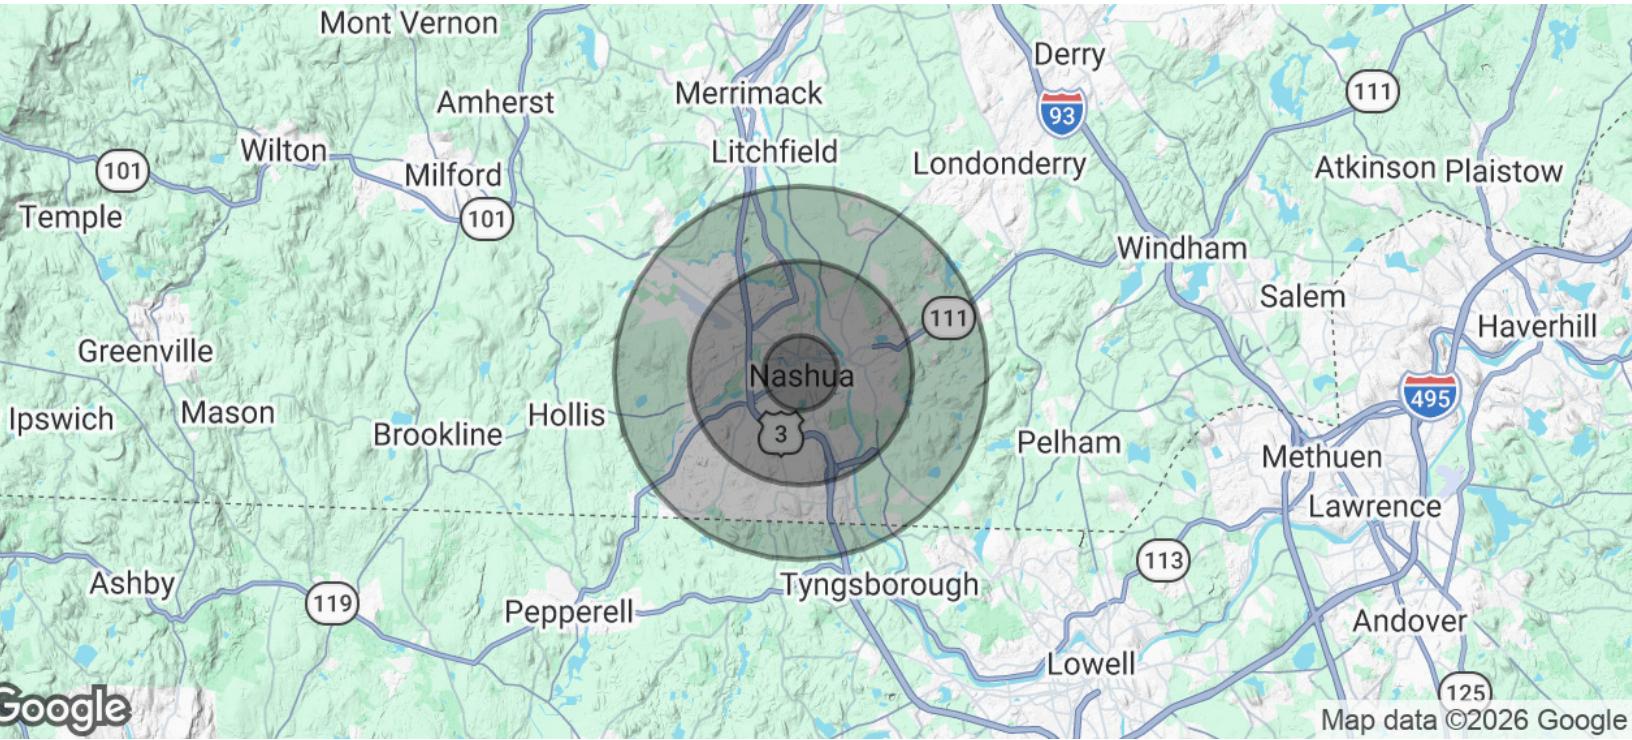 Mont Vernon
Derry
Merrimack
111
Amherst
93
Wilton
Litchfield
Londonderry
101
Milford
Atkinson
Plaistow
Temple
101
Windham
Salem
111
Haverhill
Greenville
Nashua
495
Ipswich
Mason
Hollis
Brookline
3
Pelham
Methuen
Lawrence
113
Ashby
Tyngsborough
119
Pepperell
Andover
Lowell
125
Google
Map data ©2026 Google